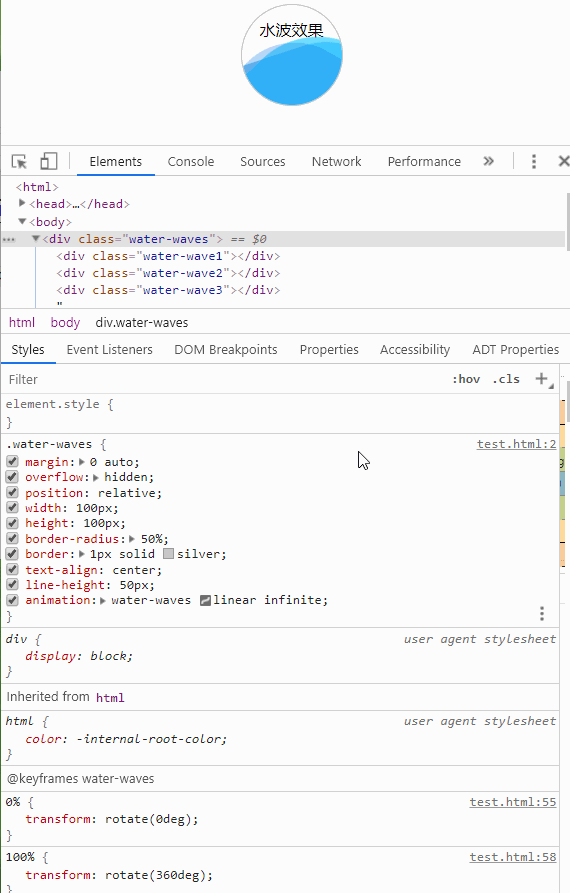 水波效果
Elements Console Sources Network Performance »
<html>
<head>…</head>
<body>
<div class="water-waves"> == $0
<div class="water-wave1"></div>
<div class="water-wave2"></div>
<div class="water-wave3"></div>
"
html body div.water-waves
Styles Event Listeners DOM Breakpoints Properties Accessibility ADT Properties
Filter :hov .cls +
element.style {
}
.water-waves { test.html:2
margin: 0 auto;
overflow: hidden;
position: relative;
width: 100px;
height: 100px;
border-radius: 50%;
border: 1px solid silver;
text-align: center;
line-height: 50px;
animation: water-waves linear infinite;
}
div { user agent stylesheet
display: block;
}
Inherited from html
html { user agent stylesheet
color: -internal-root-color;
}
@keyframes water-waves
0% { test.html:55
transform: rotate(0deg);
}
100% { test.html:58
transform: rotate(360deg);
}